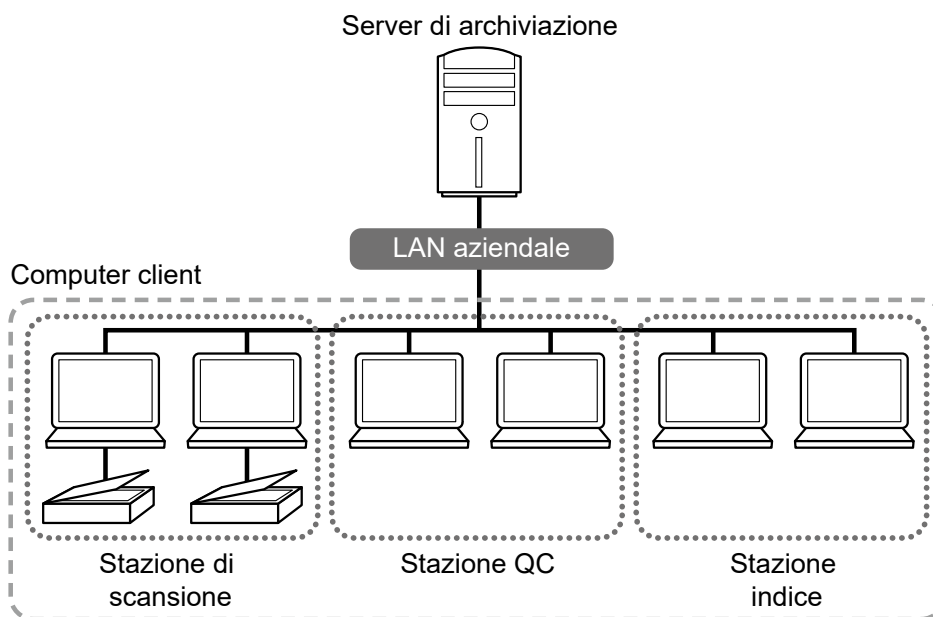 Server di archiviazione
LAN aziendale
Computer client
Stazione di
scansione
Stazione QC
Stazione
indice